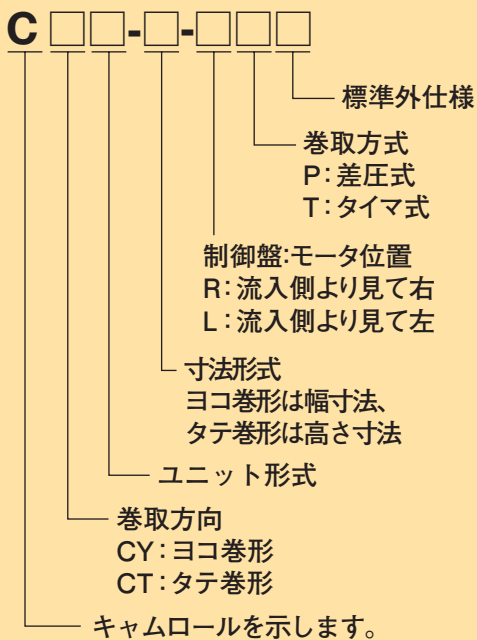 C□□-□-□□□
標準外仕様
巻取方式
P：差圧式
T：タイマ式
制御盤:モータ位置
R：流入側より見て右
L：流入側より見て左
寸法形式
ヨコ巻形は幅寸法、
タテ巻形は高さ寸法
ユニット形式
巻取方向
CY：ヨコ巻形
CT：タテ巻形
キャムロールを示します。